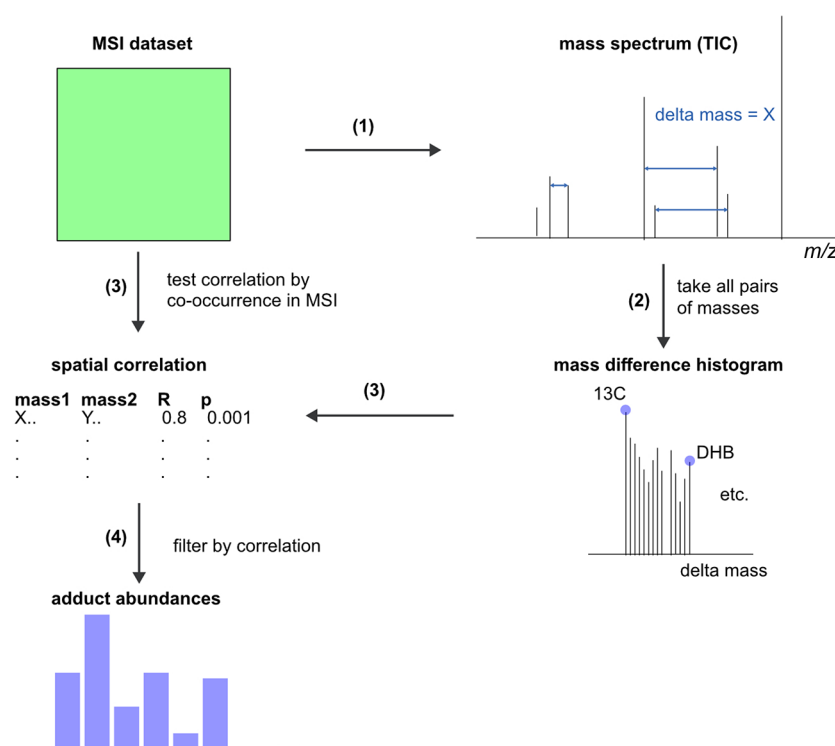 MSI dataset
mass spectrum (TIC)
(1)
delta mass = X
m/z
(3)
test correlation by
co-occurrence in MSI
(2)
take all pairs
of masses
spatial correlation
mass difference histogram
mass1 mass2 R p
X.. Y.. 0.8 0.001
. . . .
. . . .
. . . .
(3)
13C
DHB
etc.
delta mass
(4)
filter by correlation
adduct abundances